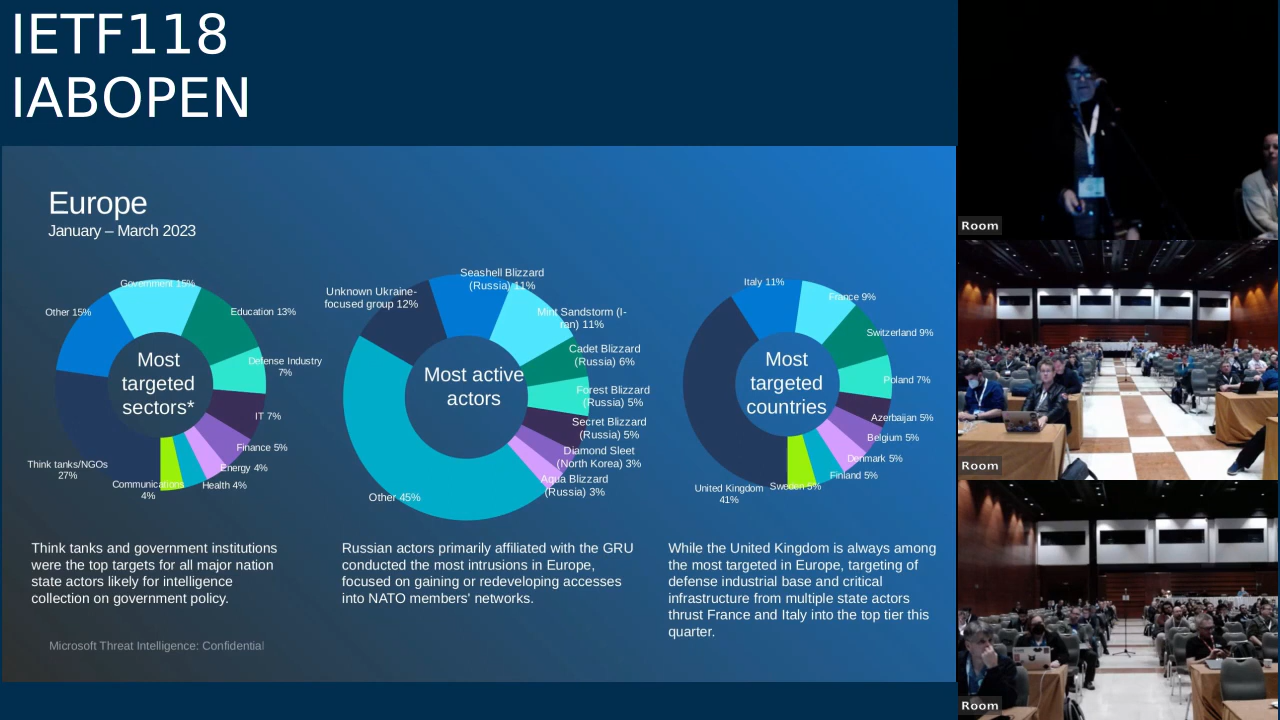 IETF118
IABOPEN
Europe
January – March 2023
Most
targeted
sectors*
Government 15%
Education 13%
Defense Industry
7%
IT 7%
Finance 5%
Energy 4%
Health 4%
Communications
4%
Think tanks/NGOs
27%
Other 15%
Most active
actors
Seashell Blizzard
(Russia) 11%
Mint Sandstorm (I-
ran) 11%
Cadet Blizzard
(Russia) 6%
Forest Blizzard
(Russia) 5%
Secret Blizzard
(Russia) 5%
Diamond Sleet
(North Korea) 3%
Aqua Blizzard
(Russia) 3%
Other 45%
Unknown Ukraine-
focused group 12%
Most
targeted
countries
Italy 11%
France 9%
Switzerland 9%
Poland 7%
Azerbaijan 5%
Belgium 5%
Denmark 5%
Finland 5%
Sweden 5%
United Kingdom
41%
Think tanks and government institutions
were the top targets for all major nation
state actors likely for intelligence
collection on government policy.
Russian actors primarily affiliated with the GRU
conducted the most intrusions in Europe,
focused on gaining or redeveloping accesses
into NATO members' networks.
While the United Kingdom is always among
the most targeted in Europe, targeting of
defense industrial base and critical
infrastructure from multiple state actors
thrust France and Italy into the top tier this
quarter.
Microsoft Threat Intelligence: Confidential
Room
Room
Room